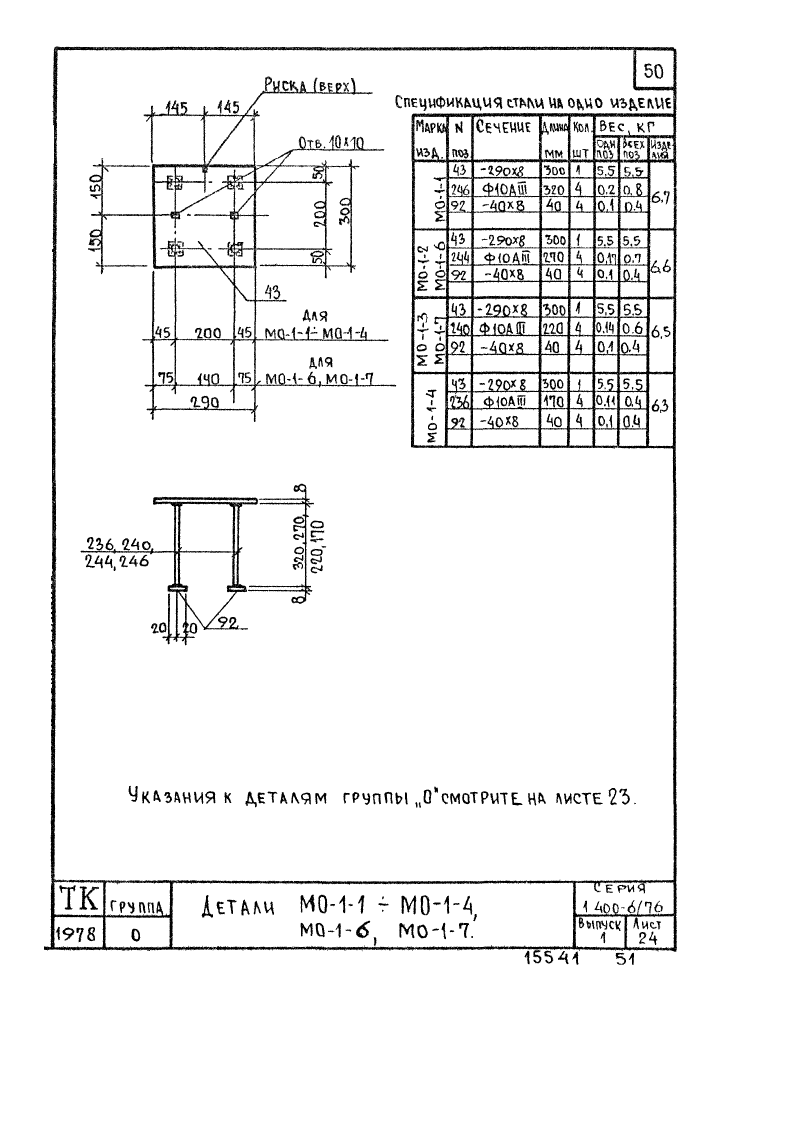 50
Риска (верх)
145 145
Отв. 10×10
150 150
50 200 50 300
43
45 200 45 для МО-1-1÷МО-1-4
75 140 75 для МО-1-6, МО-1-7
290
Спецификация стали на одно изделие
Марка изд. N поз Сечение Длина мм Кол. шт Вес, кг
Одн поз Всех поз Изделия
МО-1-1 43 -290×8 300 1 5.5 5.5 6,7
246 Ф10АIII 320 4 0.2 0.8
92 -40×8 40 4 0.1 0.4
МО-1-2 МО-1-6 43 -290×8 300 1 5.5 5.5 6,6
244 Ф10АIII 270 4 0.17 0.7
92 -40×8 40 4 0.1 0.4
МО-1-3 МО-1-7 43 -290×8 300 1 5.5 5.5 6,5
240 Ф10АIII 220 4 0.14 0.6
92 -40×8 40 4 0.1 0.4
МО-1-4 43 -290×8 300 1 5.5 5.5 6,3
236 Ф10АIII 170 4 0.11 0.4
92 -40×8 40 4 0,1 0.4
8
236, 240,
244, 246
320, 270,
220, 170
8
20 20 92
Указания к деталям группы „О" смотрите на листе 23.
ТК группа Детали МО-1-1 ÷ МО-1-4, Серия
1 400-6/76
1978 О МО-1-6, МО-1-7. Выпуск Лист
1 24
15541 51